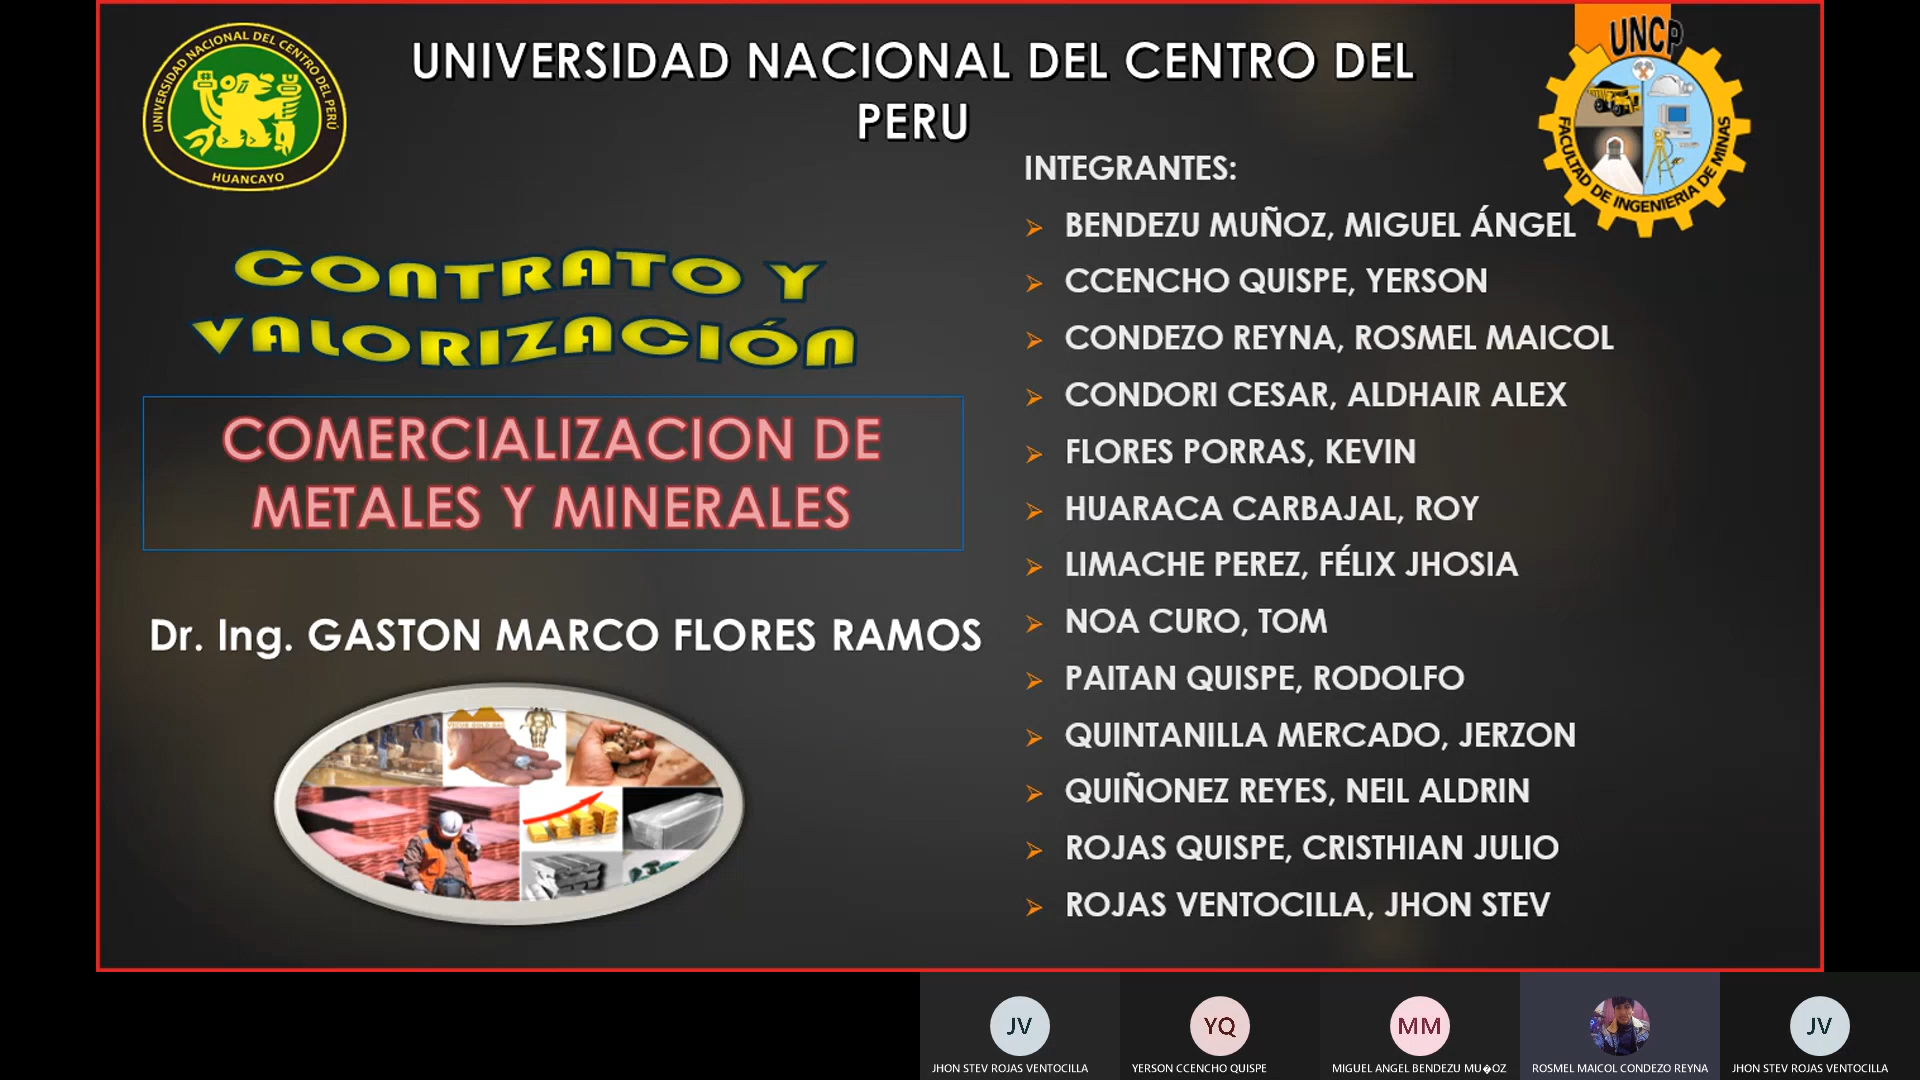 UNIVERSIDAD NACIONAL DEL CENTRO DEL PERÚ
HUANCAYO
UNIVERSIDAD NACIONAL DEL CENTRO DEL
PERU
UNCP
FACULTAD DE INGENIERIA DE MINAS
CONTRATO Y
VALORIZACIÓN
COMERCIALIZACION DE
METALES Y MINERALES
Dr. Ing. GASTON MARCO FLORES RAMOS
INTEGRANTES:
BENDEZU MUÑOZ, MIGUEL ÁNGEL
CCENCHO QUISPE, YERSON
CONDEZO REYNA, ROSMEL MAICOL
CONDORI CESAR, ALDHAIR ALEX
FLORES PORRAS, KEVIN
HUARACA CARBAJAL, ROY
LIMACHE PEREZ, FÉLIX JHOSIA
NOA CURO, TOM
PAITAN QUISPE, RODOLFO
QUINTANILLA MERCADO, JERZON
QUIÑONEZ REYES, NEIL ALDRIN
ROJAS QUISPE, CRISTHIAN JULIO
ROJAS VENTOCILLA, JHON STEV
JV
JHON STEV ROJAS VENTOCILLA
YQ
YERSON CCENCHO QUISPE
MM
MIGUEL ANGEL BENDEZU MU�OZ
ROSMEL MAICOL CONDEZO REYNA
JV
JHON STEV ROJAS VENTOCILLA